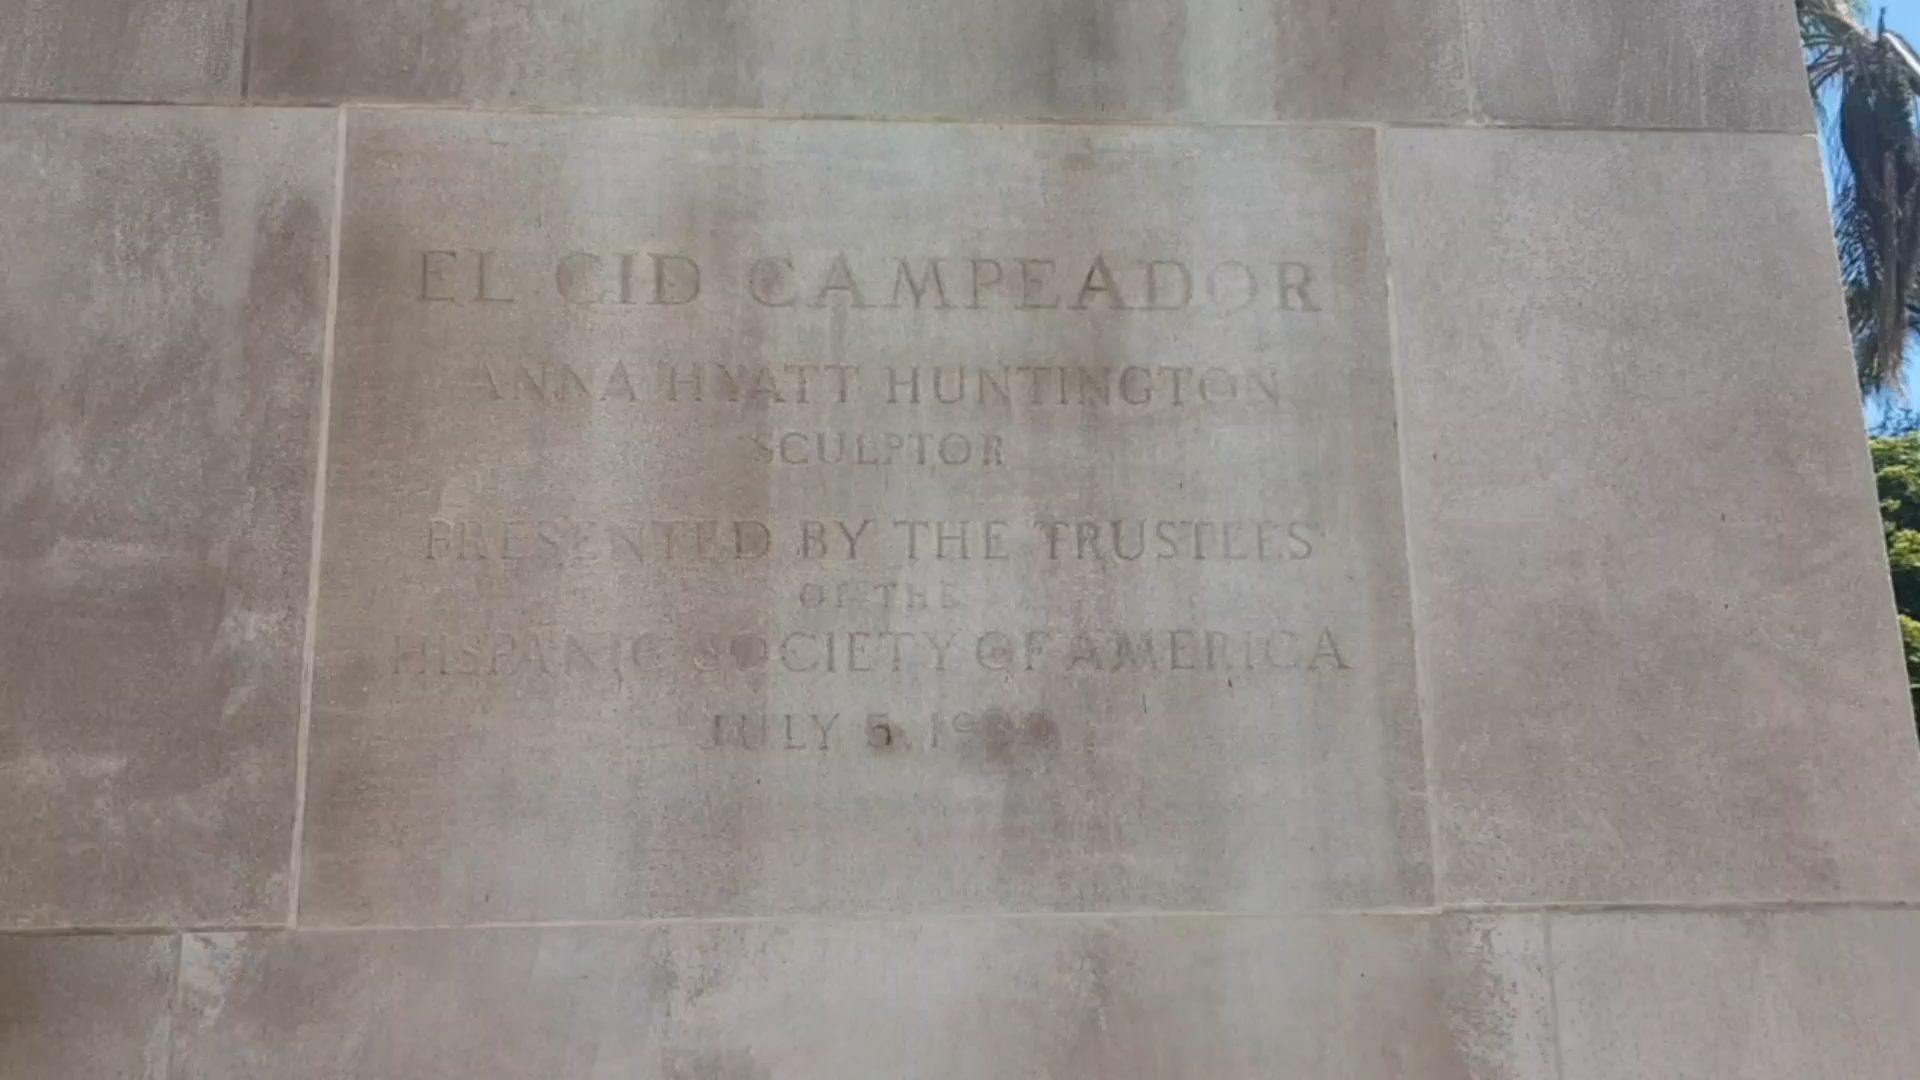 EL CID CAMPEADOR
ANNA HYATT HUNTINGTON
SCULPTOR
PRESENTED BY THE TRUSTEES
OF THE
HISPANIC SOCIETY OF AMERICA
JULY 5,